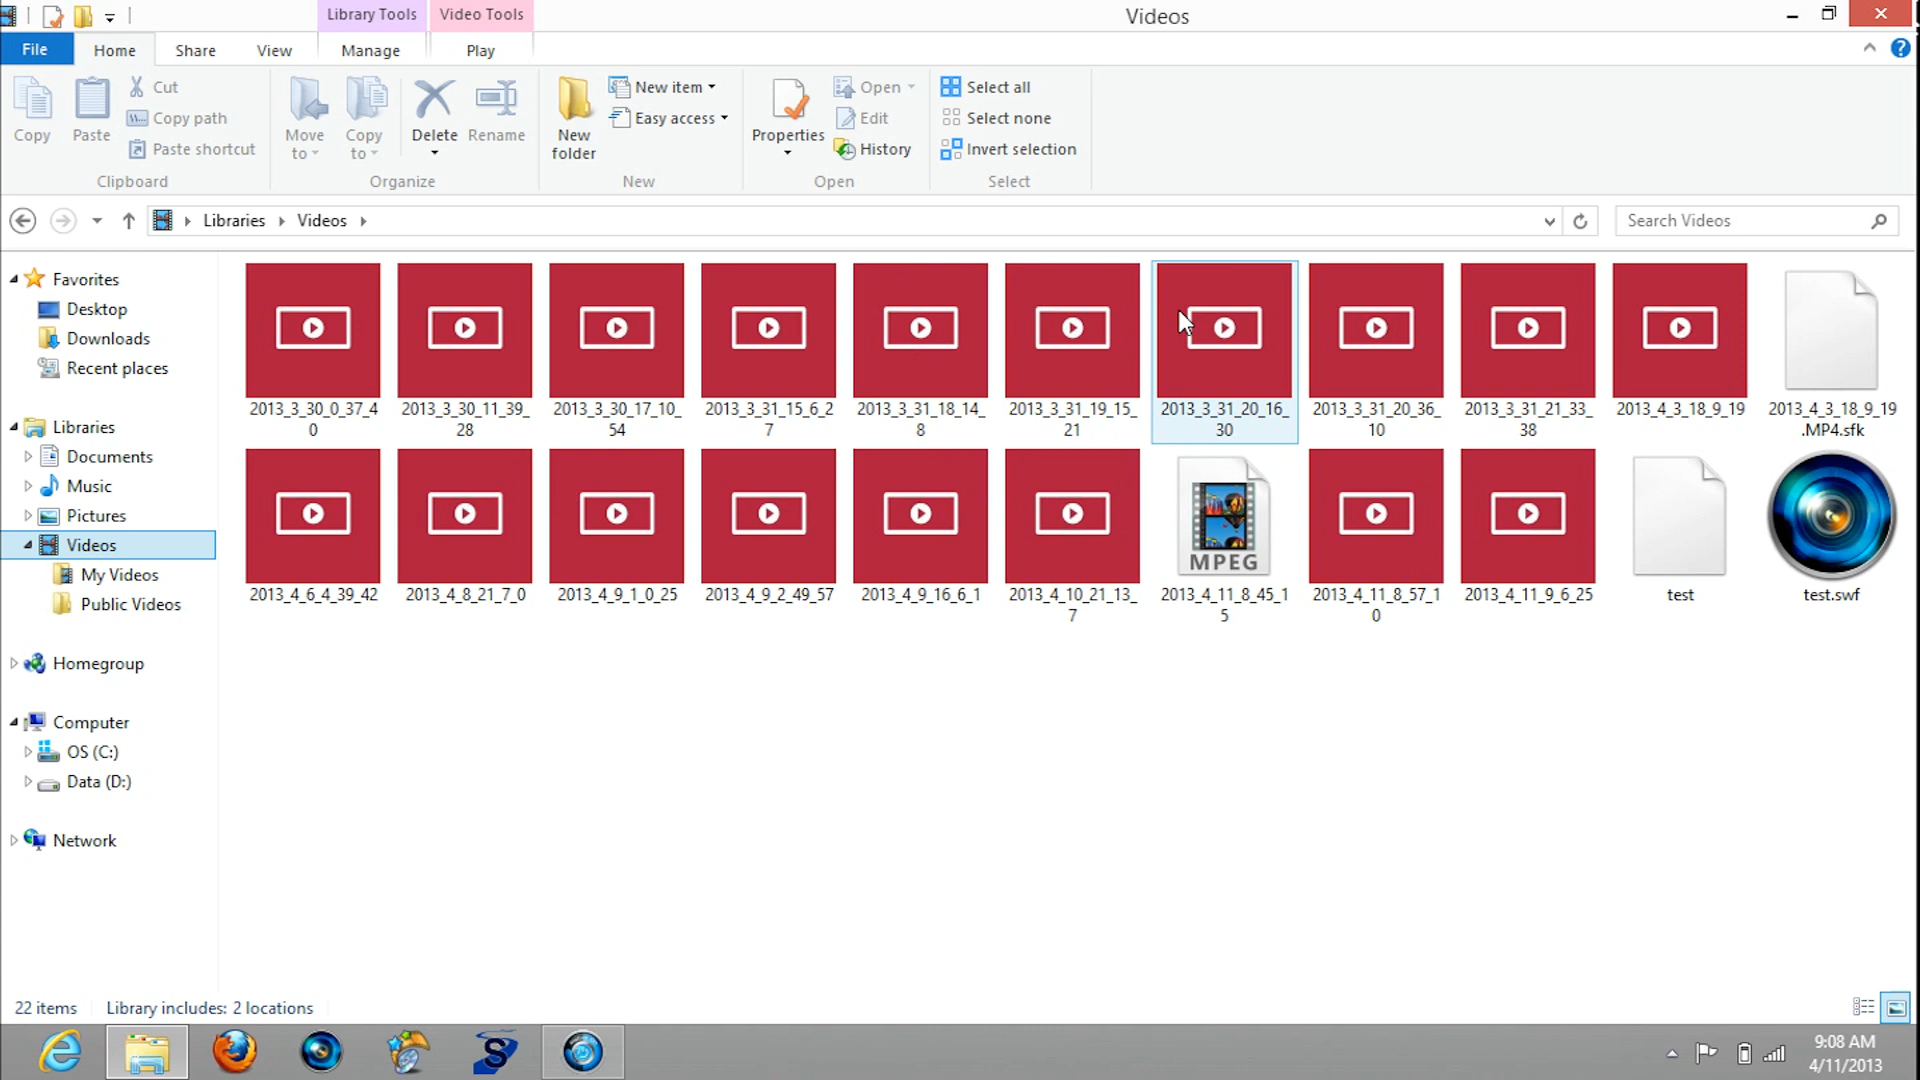 Library Tools Video Tools Videos
File Home Share View Manage Play
Cut
Copy path
Paste shortcut
Copy Paste
Clipboard
Move to Copy to Delete Rename
Organize
New folder
New item
Easy access
New
Properties
Open
Edit
History
Open
Select all
Select none
Invert selection
Select
Libraries Videos
Search Videos
Favorites
Desktop
Downloads
Recent places
Libraries
Documents
Music
Pictures
Videos
My Videos
Public Videos
Homegroup
Computer
OS (C:)
Data (D:)
Network
2013_3_30_0_37_4 2013_3_30_11_39_ 2013_3_30_17_10_ 2013_3_31_15_6_2 2013_3_31_18_14_ 2013_3_31_19_15_ 2013_3_31_20_16_ 2013_3_31_20_36_ 2013_3_31_21_33_ 2013_4_3_18_9_19 2013_4_3_18_9_19
0 28 54 7 8 21 30 10 38 .MP4.sfk
MPEG
2013_4_6_4_39_42 2013_4_8_21_7_0 2013_4_9_1_0_25 2013_4_9_2_49_57 2013_4_9_16_6_1 2013_4_10_21_13_ 2013_4_11_8_45_1 2013_4_11_8_57_1 2013_4_11_9_6_25 test test.swf
7 5 0
22 items Library includes: 2 locations
9:08 AM
4/11/2013